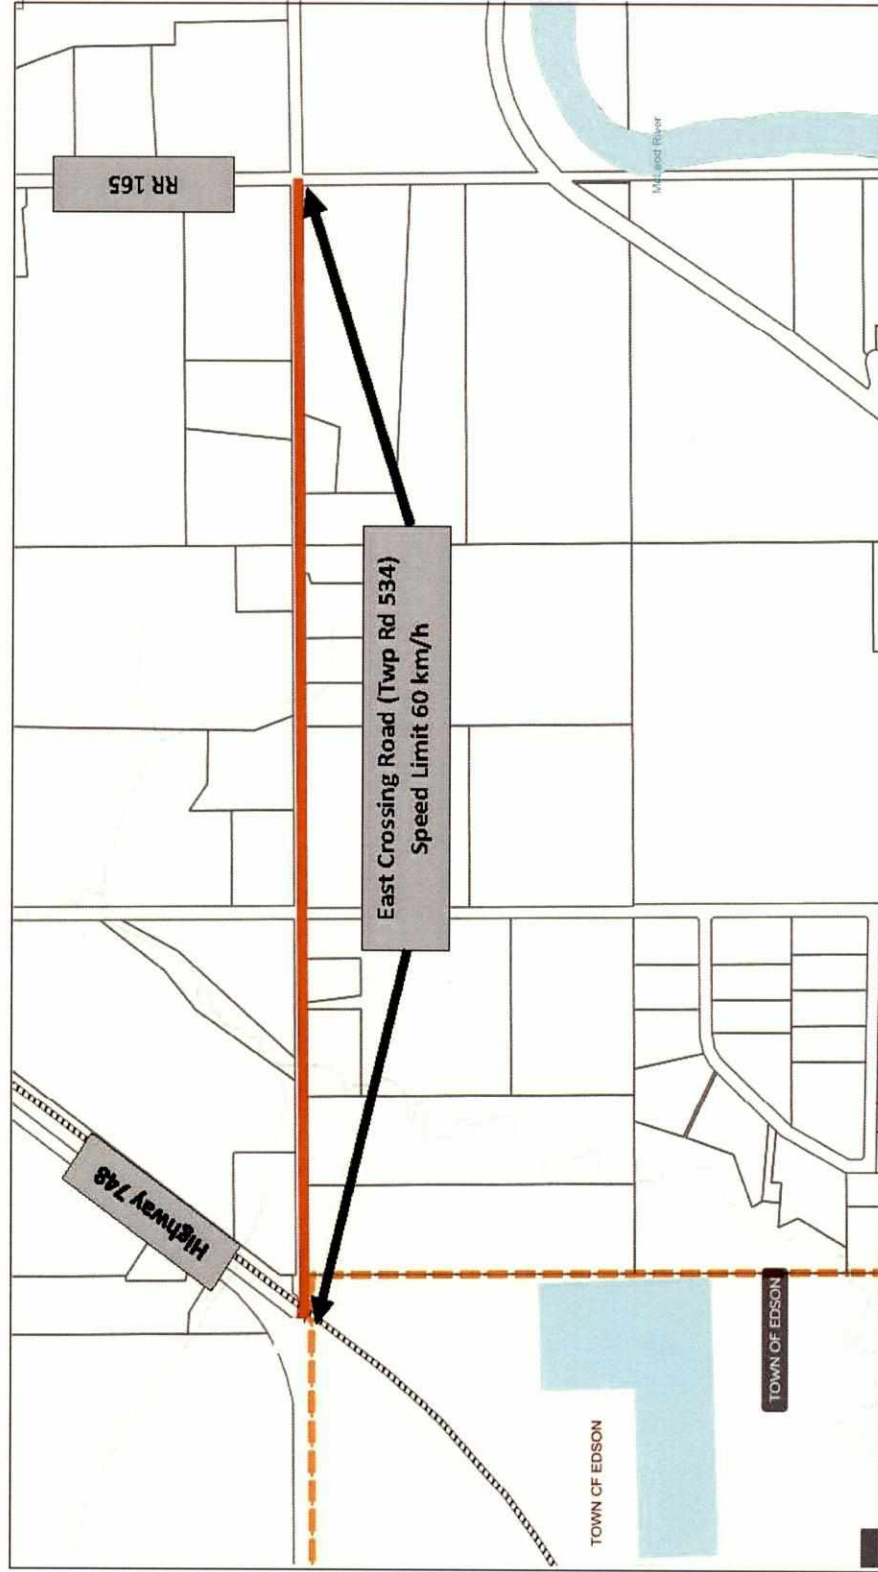 RR 165
McLeod River
East Crossing Road (Twp Rd 534)
Speed Limit 60 km/h
Highway 748
TOWN OF EDSON
TOWN OF EDSON